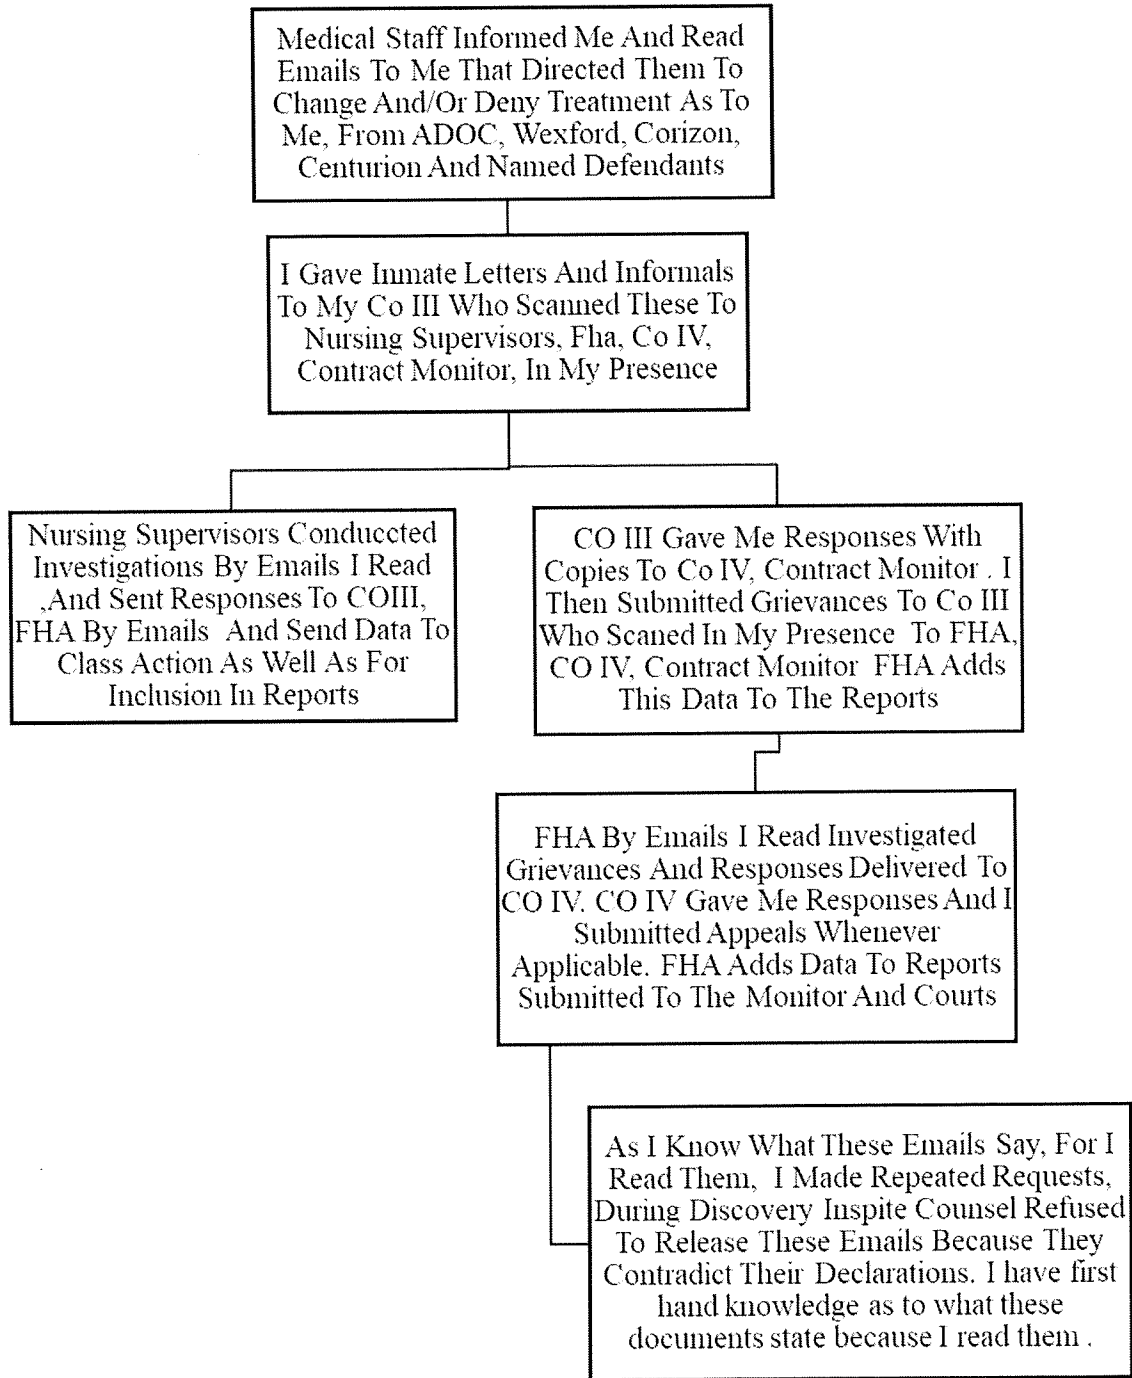 Medical Staff Informed Me And Read
Emails To Me That Directed Them To
Change And/Or Deny Treatment As To
Me, From ADOC, Wexford, Corizon,
Centurion And Named Defendants
I Gave Inmate Letters And Informals
To My Co III Who Scanned These To
Nursing Supervisors, Fha, Co IV,
Contract Monitor, In My Presence
Nursing Supervisors Conduccted
Investigations By Emails I Read
,And Sent Responses To COIII,
FHA By Emails And Send Data To
Class Action As Well As For
Inclusion In Reports
CO III Gave Me Responses With
Copies To Co IV, Contract Monitor . I
Then Submitted Grievances To Co III
Who Scaned In My Presence To FHA,
CO IV, Contract Monitor FHA Adds
This Data To The Reports
FHA By Emails I Read Investigated
Grievances And Responses Delivered To
CO IV. CO IV Gave Me Responses And I
Submitted Appeals Whenever
Applicable. FHA Adds Data To Reports
Submitted To The Monitor And Courts
As I Know What These Emails Say, For I
Read Them, I Made Repeated Requests,
During Discovery Inspite Counsel Refused
To Release These Emails Because They
Contradict Their Declarations. I have first
hand knowledge as to what these
documents state because I read them .